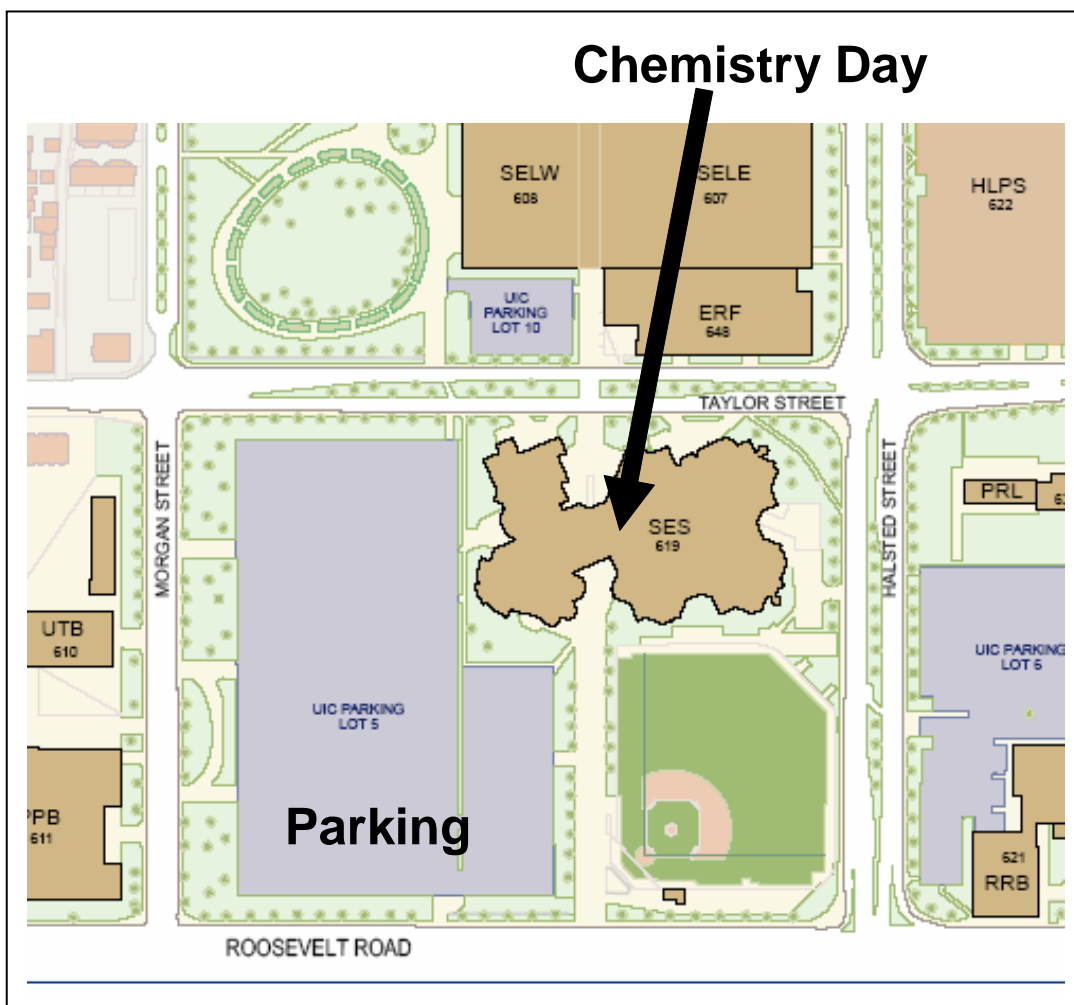 Chemistry Day
SELW
608
SELE
607
HLPS
622
UIC
PARKING
LOT 10
ERF
648
TAYLOR STREET
MORGAN STREET
HALSTED STREET
SES
619
PRL
UTB
610
UIC PARKING
LOT 6
UIC PARKING
LOT 5
Parking
PPB
611
621
RRB
ROOSEVELT ROAD